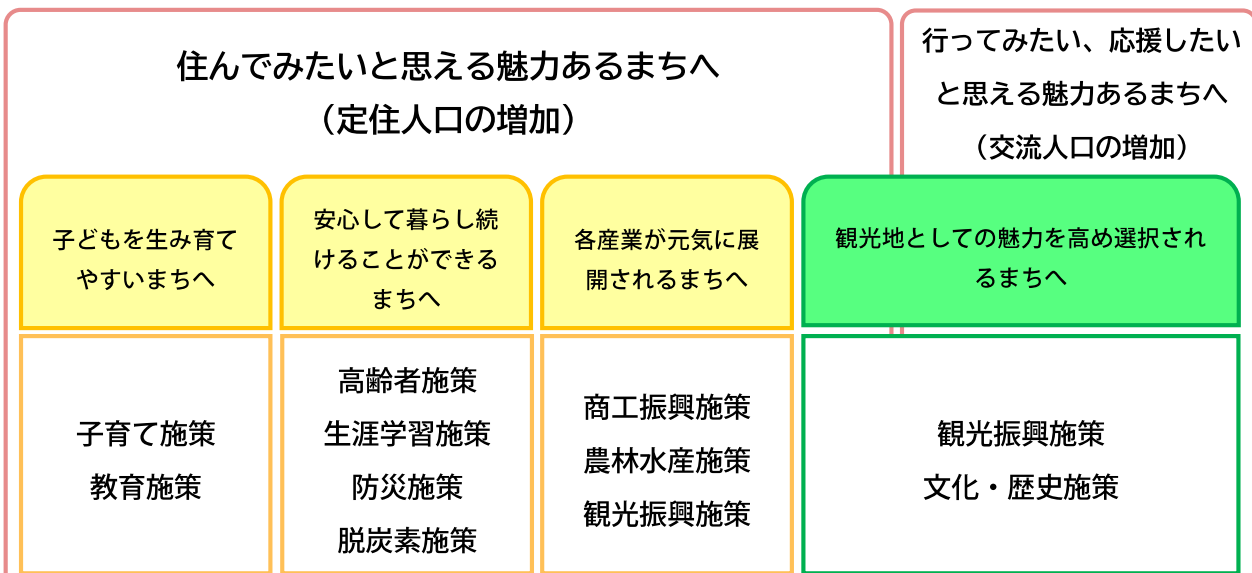 住んでみたいと思える魅力あるまちへ
（定住人口の増加）
行ってみたい、応援したい
と思える魅力あるまちへ
（交流人口の増加）
子どもを生み育て
やすいまちへ
安心して暮らし続
けることができる
まちへ
各産業が元気に展
開されるまちへ
観光地としての魅力を高め選択され
るまちへ
子育て施策
教育施策
高齢者施策
生涯学習施策
防災施策
脱炭素施策
商工振興施策
農林水産施策
観光振興施策
観光振興施策
文化・歴史施策